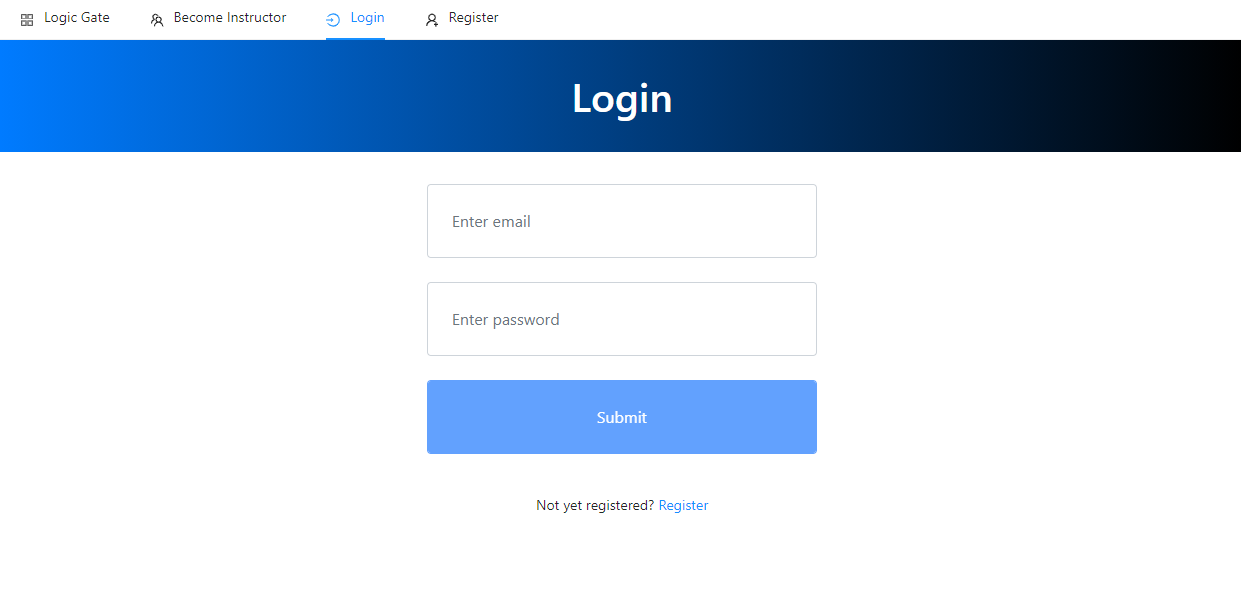 Logic Gate Become Instructor Login Register
Login
Enter email
Enter password
Submit
Not yet registered? Register